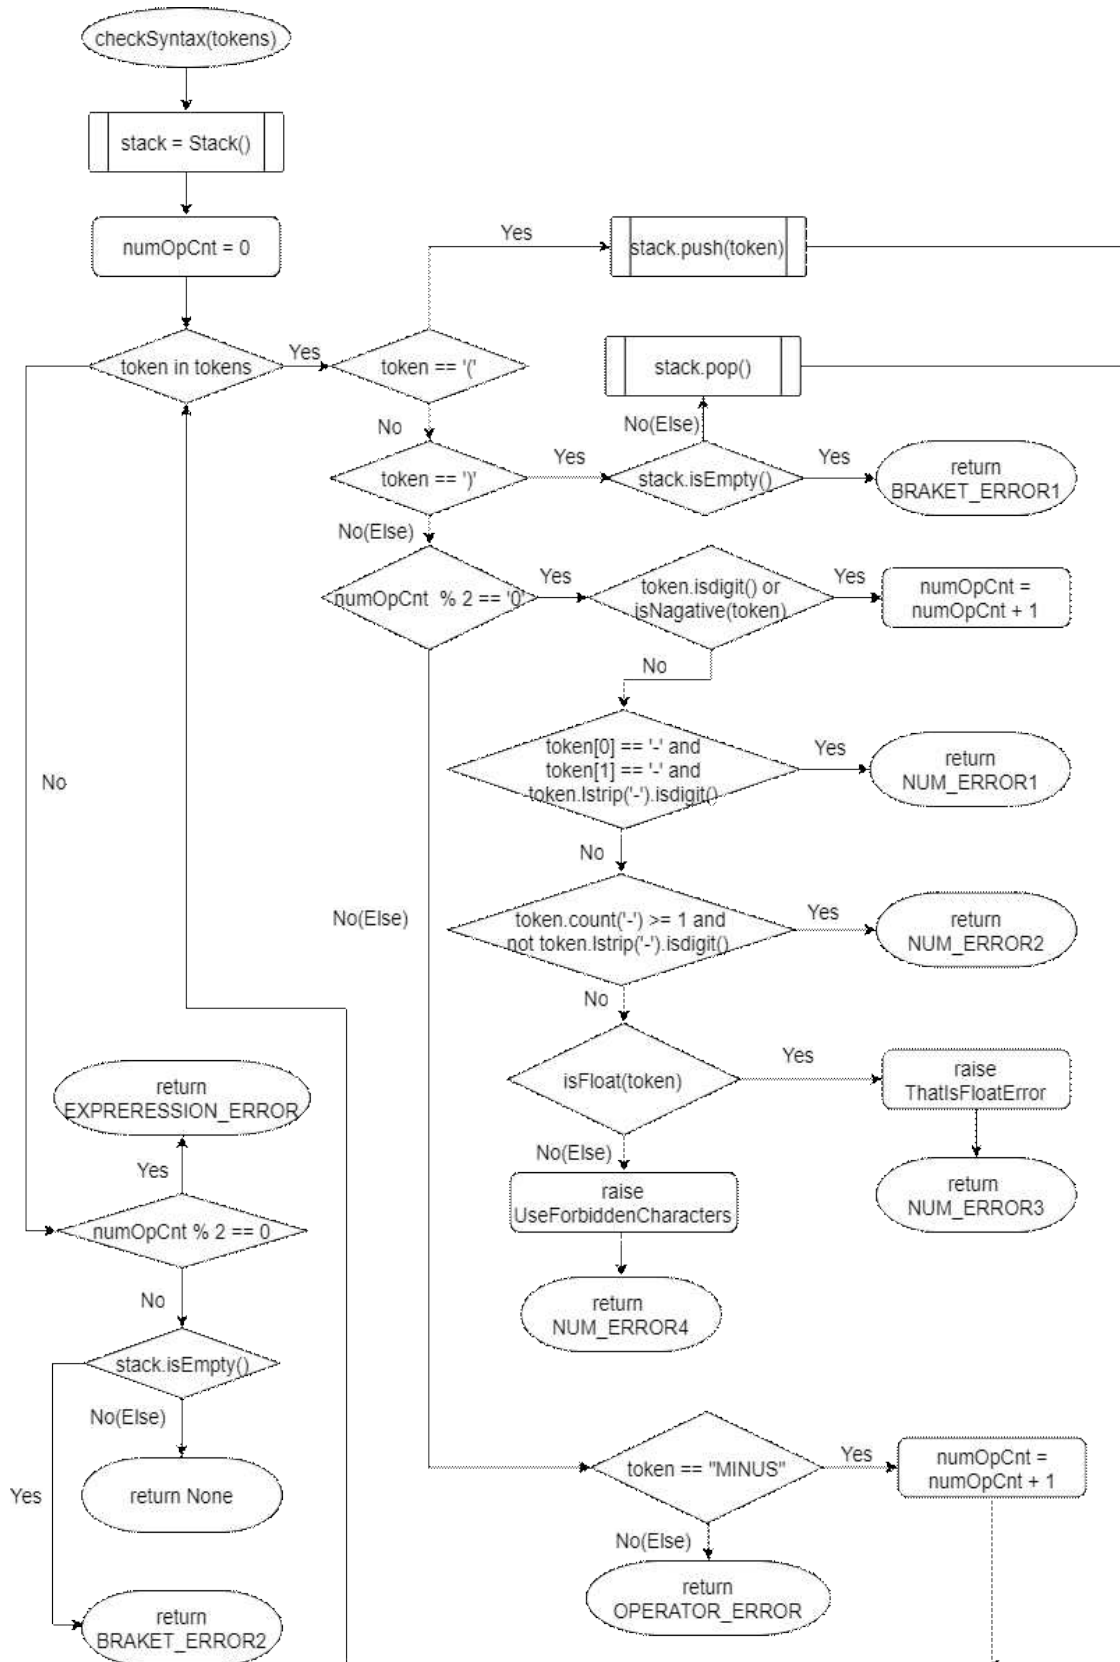 checkSyntax(tokens)
stack = Stack()
numOpCnt = 0
Yes
stack.push(token)
token in tokens
Yes
token == '('
stack.pop()
No
No(Else)
token == ')'
Yes
stack.isEmpty()
Yes
return
BRAKET_ERROR1
No(Else)
numOpCnt % 2 == '0'
Yes
token.isdigit() or
isNagative(token)
Yes
numOpCnt =
numOpCnt + 1
No
token[0] == '-' and
token[1] == '-' and
token.lstrip('-').isdigit()
Yes
return
NUM_ERROR1
No
No
No(Else)
token.count('-') >= 1 and
not token.lstrip('-').isdigit()
Yes
return
NUM_ERROR2
No
isFloat(token)
Yes
raise
ThatIsFloatError
return
EXPRERESSION_ERROR
Yes
No(Else)
raise
UseForbiddenCharacters
return
NUM_ERROR3
numOpCnt % 2 == 0
No
return
NUM_ERROR4
stack.isEmpty()
No(Else)
Yes
return None
token == "MINUS"
Yes
numOpCnt =
numOpCnt + 1
No(Else)
return
OPERATOR_ERROR
return
BRAKET_ERROR2